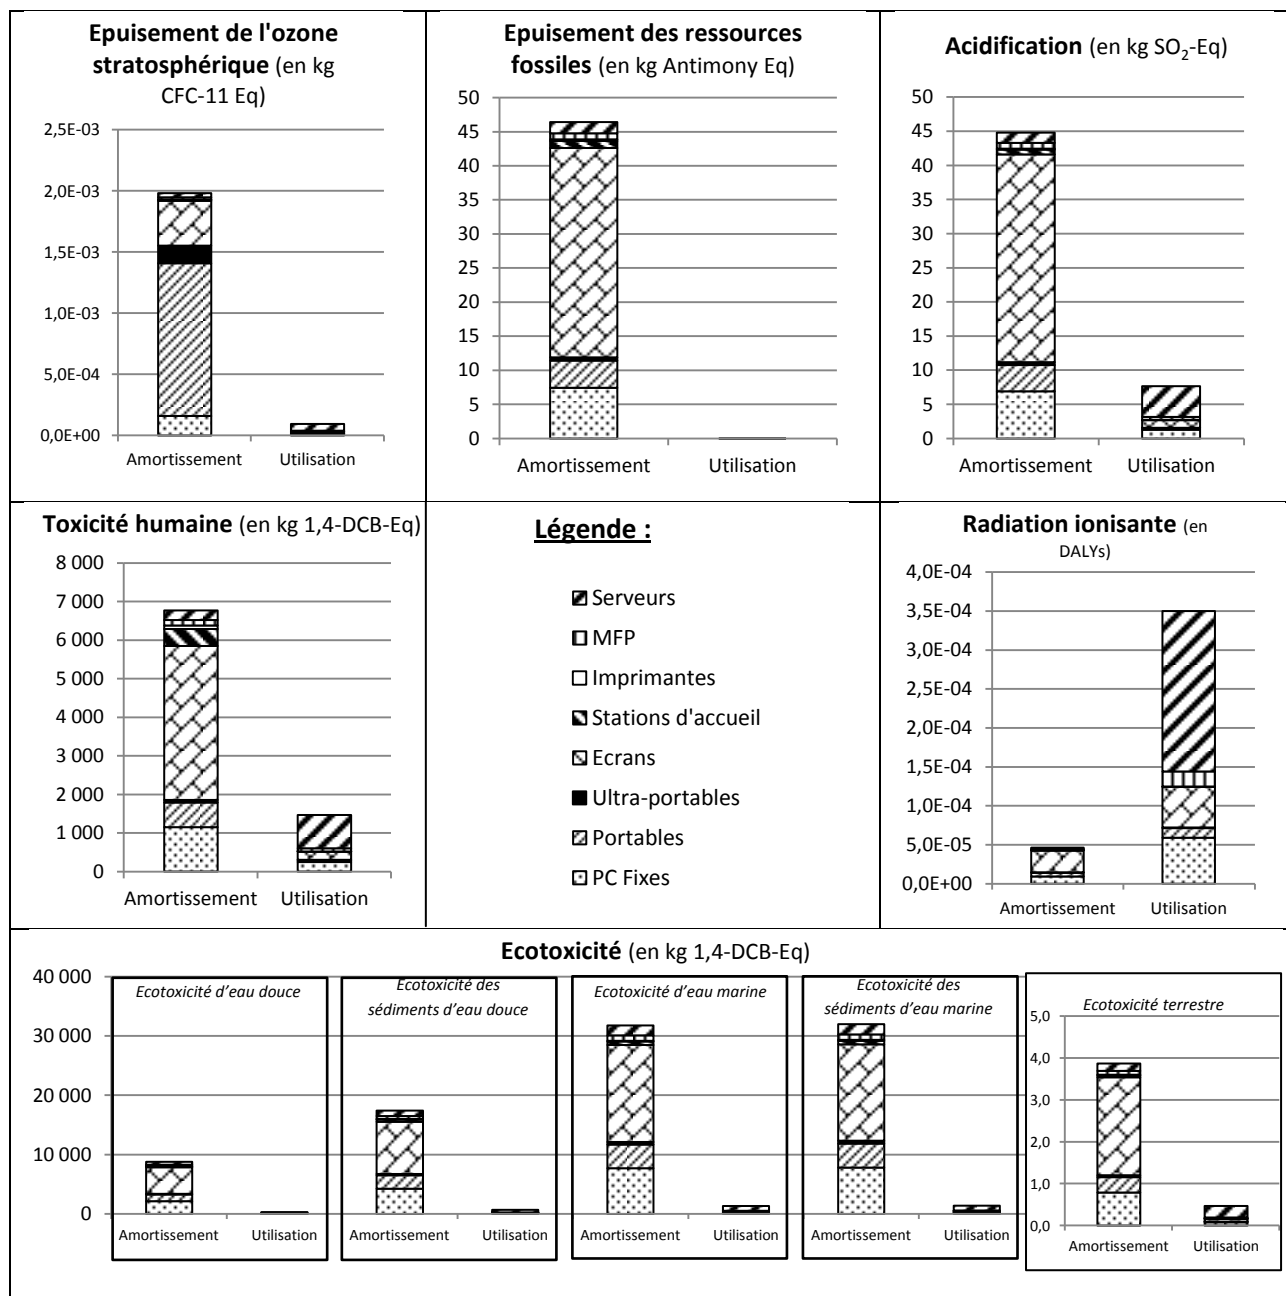 Epuisement de l'ozone
stratosphérique (en kg
CFC-11 Eq)
2,5E-03
2,0E-03
1,5E-03
1,0E-03
5,0E-04
0,0E+00
Amortissement Utilisation
Epuisement des ressources
fossiles (en kg Antimony Eq)
50
45
40
35
30
25
20
15
10
5
0
Amortissement Utilisation
Acidification (en kg SO₂-Eq)
50
45
40
35
30
25
20
15
10
5
0
Amortissement Utilisation
Toxicité humaine (en kg 1,4-DCB-Eq)
8 000
7 000
6 000
5 000
4 000
3 000
2 000
1 000
0
Amortissement Utilisation
Légende :
Serveurs
MFP
Imprimantes
Stations d'accueil
Ecrans
Ultra-portables
Portables
PC Fixes
Radiation ionisante (en
DALYs)
4,0E-04
3,5E-04
3,0E-04
2,5E-04
2,0E-04
1,5E-04
1,0E-04
5,0E-05
0,0E+00
Amortissement Utilisation
Ecotoxicité (en kg 1,4-DCB-Eq)
40 000
30 000
20 000
10 000
0
Ecotoxicité d'eau douce
Amortissement Utilisation
Ecotoxicité des
sédiments d'eau douce
Amortissement Utilisation
Ecotoxicité d'eau marine
Amortissement Utilisation
Ecotoxicité des
sédiments d'eau marine
Amortissement Utilisation
Ecotoxicité terrestre
5,0
4,0
3,0
2,0
1,0
0,0
Amortissement Utilisation